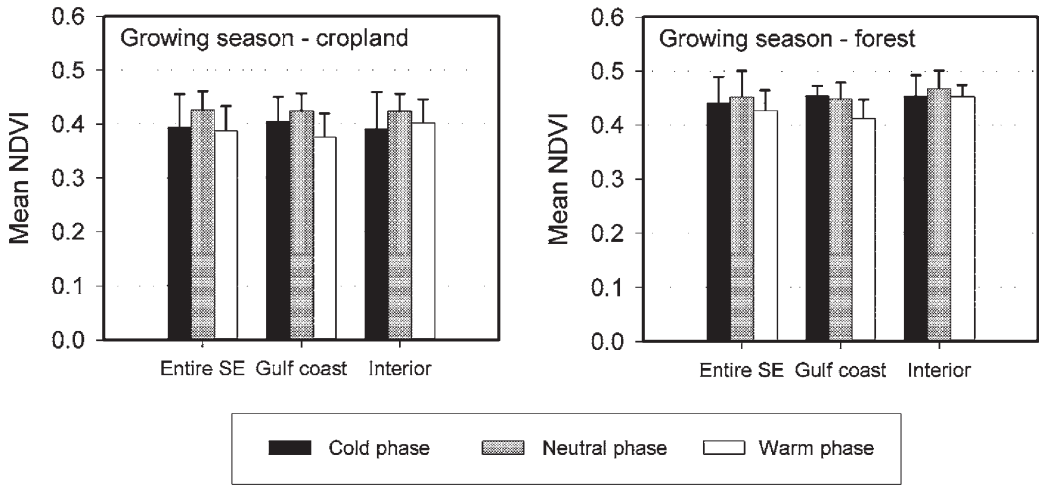 Growing season - cropland
Mean NDVI
0.6
0.5
0.4
0.3
0.2
0.1
0.0
Entire SE Gulf coast Interior
Growing season - forest
Mean NDVI
0.6
0.5
0.4
0.3
0.2
0.1
0.0
Entire SE Gulf coast Interior
Cold phase Neutral phase Warm phase